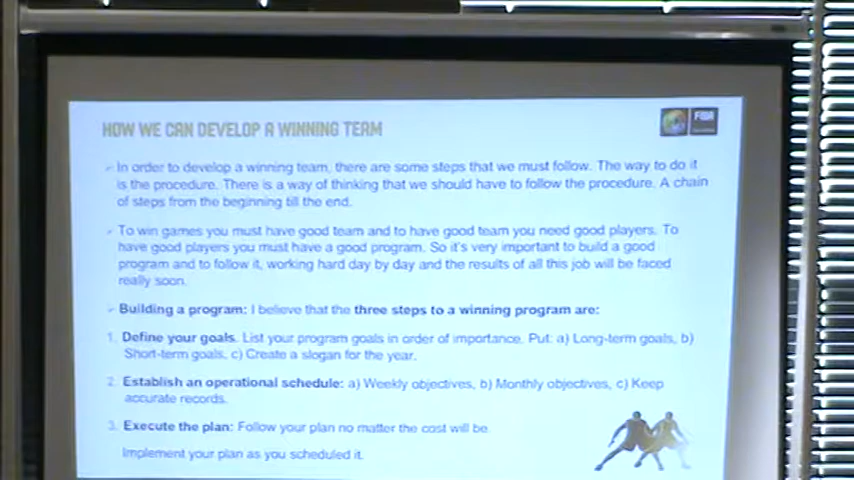 HOW WE CAN DEVELOP A WINNING TERM
FIBA
In order to develop a winning team, there are some steps that we must follow. The way to do it
is the procedure. There is a way of thinking that we should have to follow the procedure. A chain
of steps from the beginning till the end.
To win games you must have good team and to have good team you need good players. To
have good players you must have a good program. So it's very important to build a good
program and to follow it, working hard day by day and the results of all this job will be faced
really soon.
Building a program: I believe that the three steps to a winning program are:
1. Define your goals. List your program goals in order of importance. Put: a) Long-term goals, b)
Short-term goals, c) Create a slogan for the year.
2. Establish an operational schedule: a) Weekly objectives, b) Monthly objectives, c) Keep
accurate records.
3. Execute the plan: Follow your plan no matter the cost will be.
Implement your plan as you scheduled it.